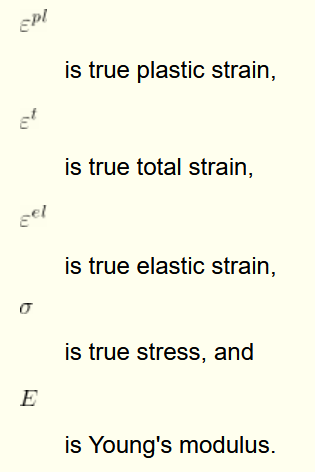 ε^{pl}
is true plastic strain,
ε^{t}
is true total strain,
ε^{el}
is true elastic strain,
σ
is true stress, and
E
is Young's modulus.